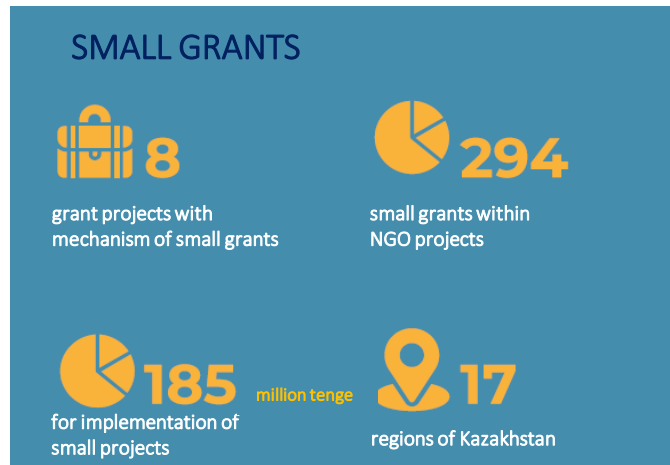 SMALL GRANTS
8
grant projects with
mechanism of small grants
294
small grants within
NGO projects
185 million tenge
for implementation of
small projects
17
regions of Kazakhstan